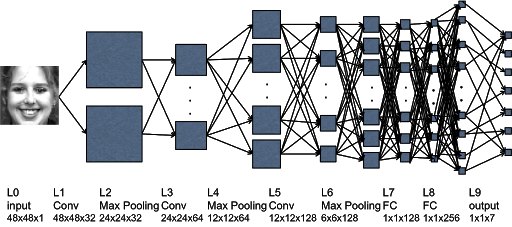 L0 L1 L2 L3 L4 L5 L6 L7 L8 L9
input Conv Max Pooling Conv Max Pooling Conv Max Pooling FC FC output
48x48x1 48x48x32 24x24x32 24x24x64 12x12x64 12x12x128 6x6x128 1x1x128 1x1x256 1x1x7